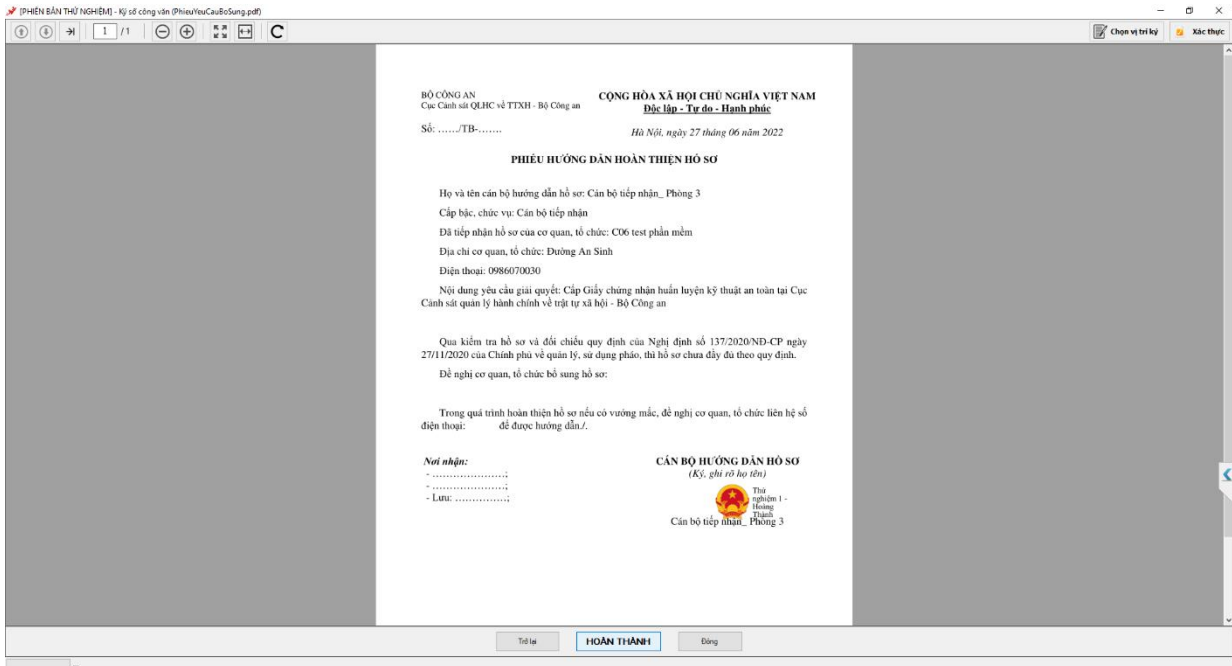 [PHIÊN BẢN THỬ NGHIỆM] - Ký số công văn (PhieuYeuCauBoSung.pdf)
1 /1
Chọn vị trí ký
Xác thực
BỘ CÔNG AN
Cục Cảnh sát QLHC về TTXH - Bộ Công an
CỘNG HÒA XÃ HỘI CHỦ NGHĨA VIỆT NAM
Độc lập - Tự do - Hạnh phúc
Số: ....../TB-.......
Hà Nội, ngày 27 tháng 06 năm 2022
PHIẾU HƯỚNG DẪN HOÀN THIỆN HỒ SƠ
Họ và tên cán bộ hướng dẫn hồ sơ: Cán bộ tiếp nhận_ Phòng 3
Cấp bậc, chức vụ: Cán bộ tiếp nhận
Đã tiếp nhận hồ sơ của cơ quan, tổ chức: C06 test phần mềm
Địa chỉ cơ quan, tổ chức: Đường An Sinh
Điện thoại: 0986070030
Nội dung yêu cầu giải quyết: Cấp Giấy chứng nhận huấn luyện kỹ thuật an toàn tại Cục
Cảnh sát quản lý hành chính về trật tự xã hội - Bộ Công an
Qua kiểm tra hồ sơ và đối chiếu quy định của Nghị định số 137/2020/NĐ-CP ngày
27/11/2020 của Chính phủ về quản lý, sử dụng pháo, thì hồ sơ chưa đầy đủ theo quy định.
Đề nghị cơ quan, tổ chức bổ sung hồ sơ:
Trong quá trình hoàn thiện hồ sơ nếu có vướng mắc, đề nghị cơ quan, tổ chức liên hệ số
điện thoại: để được hướng dẫn./.
Nơi nhận:
- .....................;
- .....................;
- Lưu: ...............;
CÁN BỘ HƯỚNG DẪN HỒ SƠ
(Ký, ghi rõ họ tên)
Thử
nghiệm 1 -
Hoàng
Thành
Cán bộ tiếp nhận_ Phòng 3
Trở lại
HOÀN THÀNH
Đóng